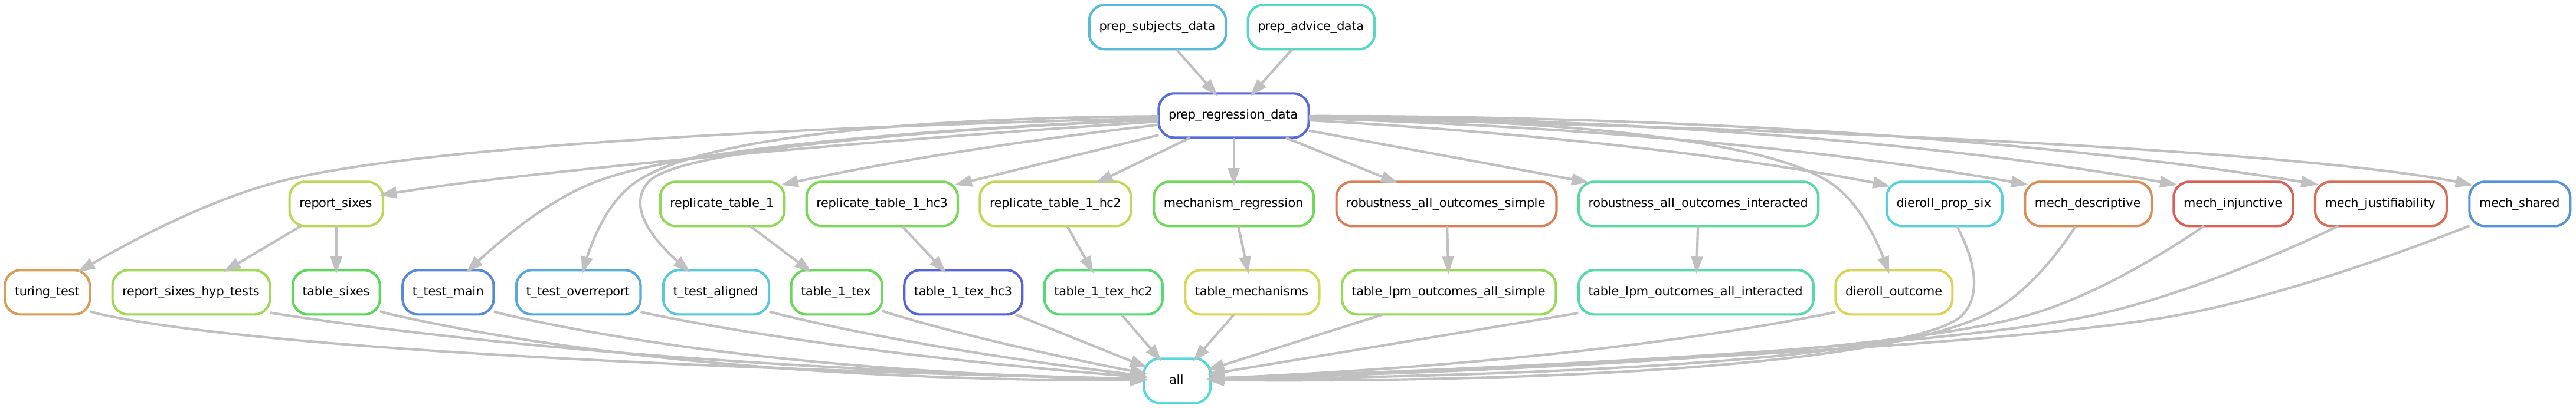 prep_subjects_data
prep_advice_data
prep_regression_data
report_sixes
replicate_table_1
replicate_table_1_hc3
replicate_table_1_hc2
mechanism_regression
robustness_all_outcomes_simple
robustness_all_outcomes_interacted
dieroll_prop_six
mech_descriptive
mech_injunctive
mech_justifiability
mech_shared
turing_test
report_sixes_hyp_tests
table_sixes
t_test_main
t_test_overreport
t_test_aligned
table_1_tex
table_1_tex_hc3
table_1_tex_hc2
table_mechanisms
table_lpm_outcomes_all_simple
table_lpm_outcomes_all_interacted
dieroll_outcome
all